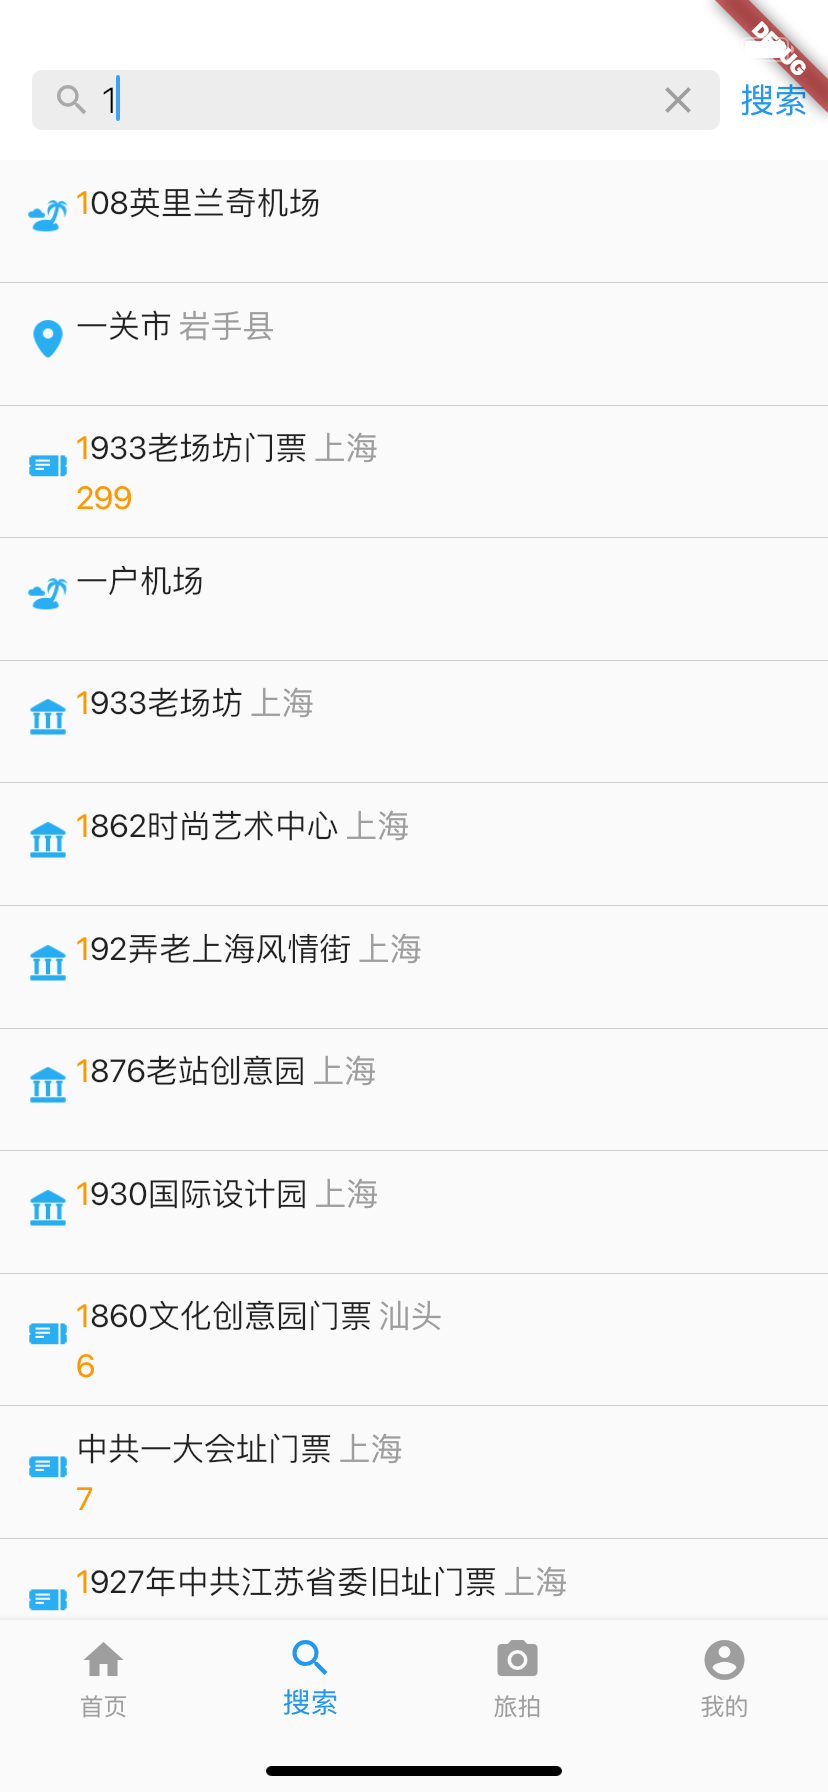 DEBUG
1
搜索
108英里兰奇机场
一关市 岩手县
1933老场坊门票 上海
299
一户机场
1933老场坊 上海
1862时尚艺术中心 上海
192弄老上海风情街 上海
1876老站创意园 上海
1930国际设计园 上海
1860文化创意园门票 汕头
6
中共一大会址门票 上海
7
1927年中共江苏省委旧址门票 上海
首页 搜索 旅拍 我的